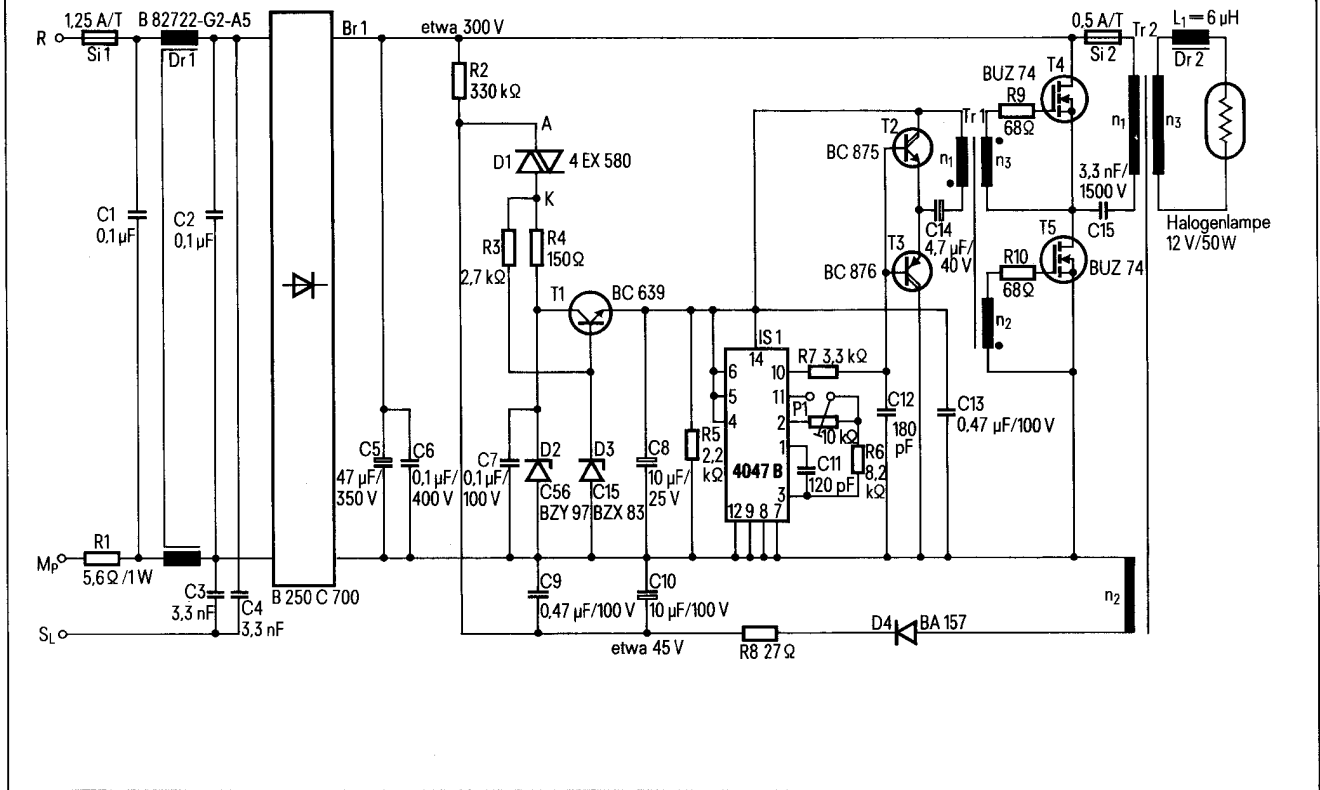 R
1,25 A/T
Si 1
B 82722-G2-A5
Dr 1
Br 1
etwa 300 V
R2
330 kΩ
A
D1
4 EX 580
K
R3
2,7 kΩ
R4
150Ω
T1
BC 639
C1
0,1 µF
C2
0,1 µF
T2
BC 875
T3
BC 876
Tr 1
n1
n3
n2
C14
4,7 µF/
40 V
R9
68Ω
R10
68Ω
BUZ 74
T4
T5
BUZ 74
0,5 A/T
Si 2
Tr 2
L1 = 6 µH
Dr 2
n1
n3
3,3 nF/
1500 V
C15
Halogenlampe
12 V/50 W
IS 1
14
6
5
4
10
11
2
1
3
12 9 8 7
4047 B
R7 3,3 kΩ
P1
10 kΩ
R6
8,2
kΩ
C11
120 pF
C12
180
pF
C13
0,47 µF/100 V
R5
2,2
kΩ
C5
47 µF/
350 V
C6
0,1 µF/
400 V
C7
0,1 µF/
100 V
D2
C56
BZY 97
D3
C15
BZX 83
C8
10 µF/
25 V
MP
R1
5,6 Ω /1 W
C3
3,3 nF
C4
3,3 nF
B 250 C 700
SL
C9
0,47 µF/100 V
C10
10 µF/100 V
etwa 45 V
R8 27 Ω
D4
BA 157
n2